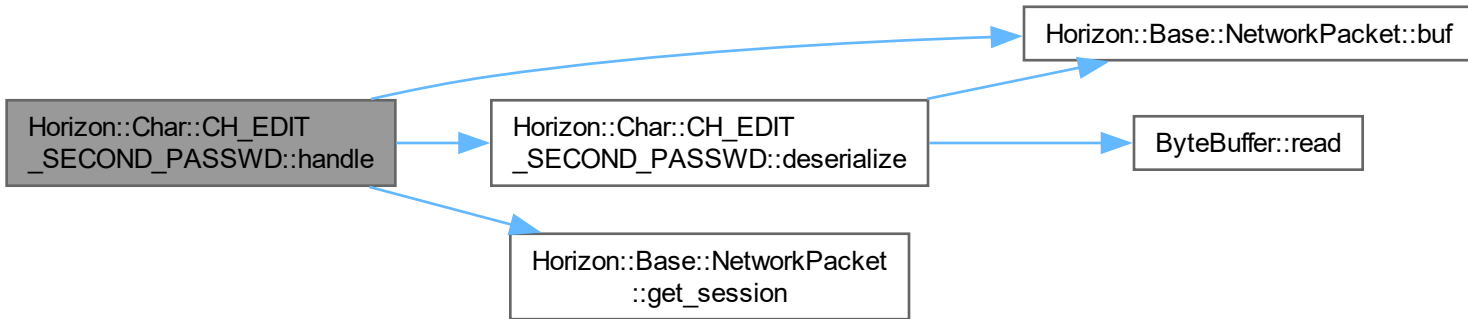 Horizon::Base::NetworkPacket::buf
Horizon::Char::CH_EDIT
_SECOND_PASSWD::handle
Horizon::Char::CH_EDIT
_SECOND_PASSWD::deserialize
ByteBuffer::read
Horizon::Base::NetworkPacket
::get_session